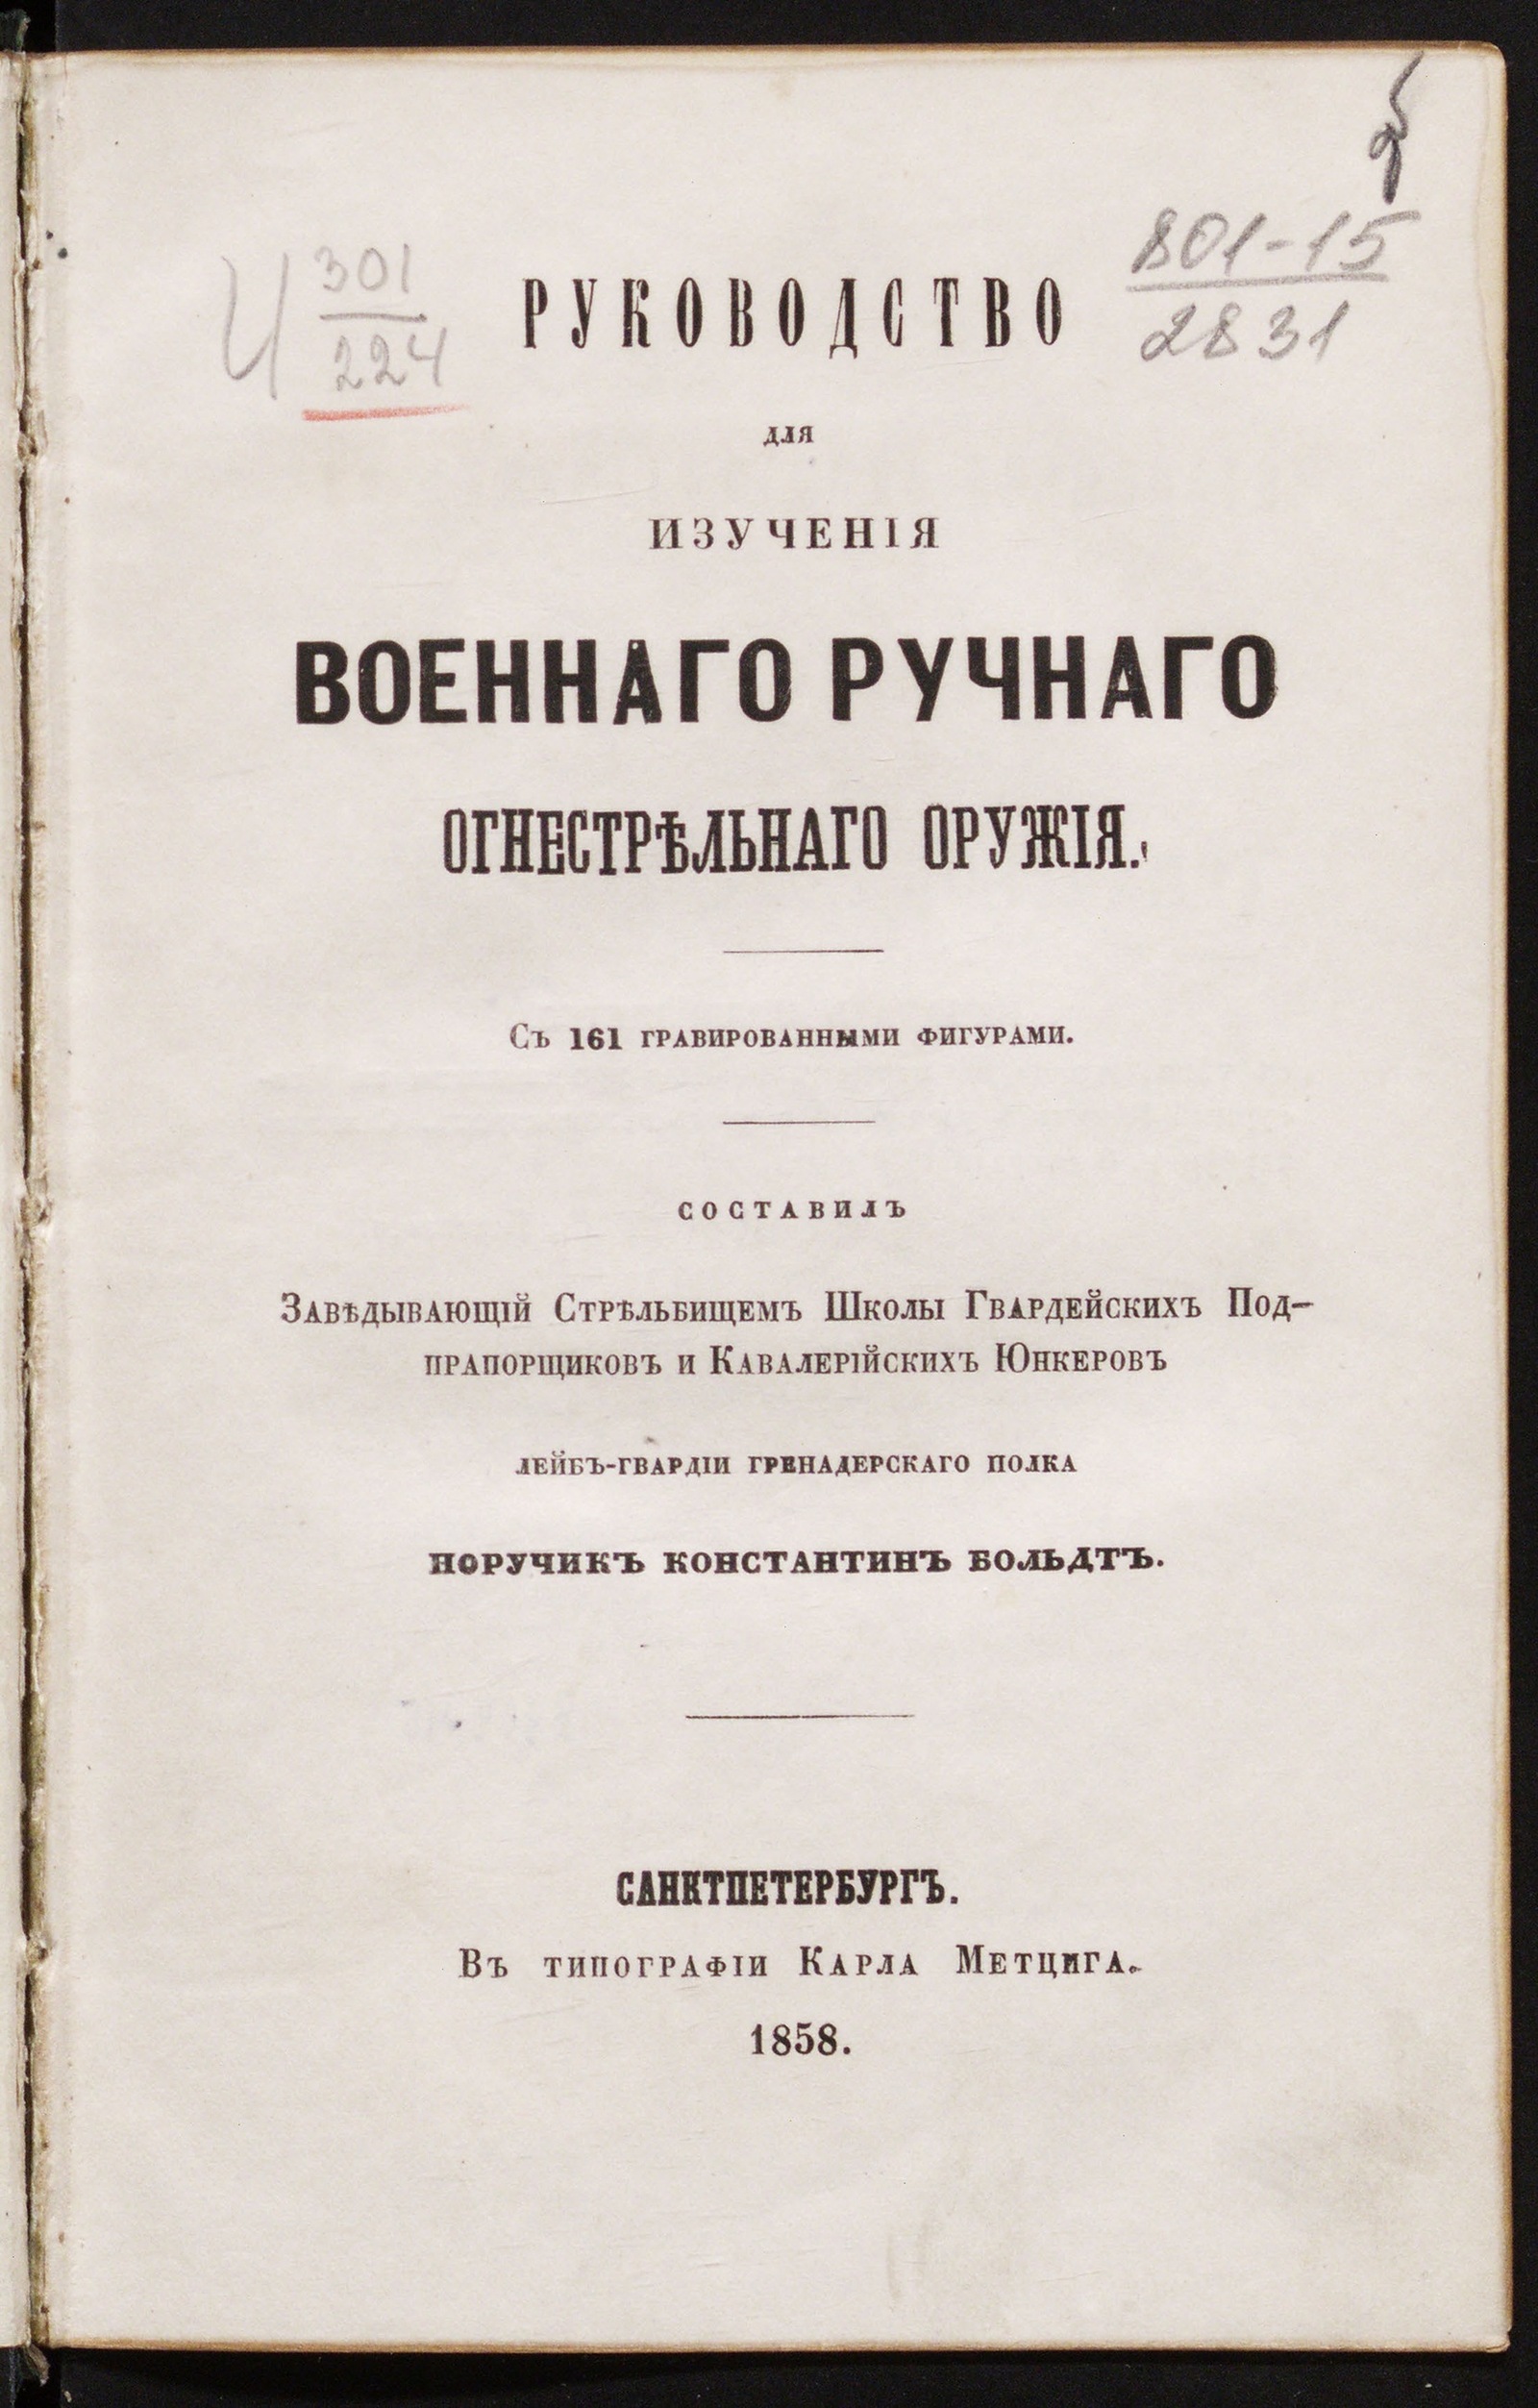 И 301
224
801-15
2831
РУКОВОДСТВО
для
ИЗУЧЕНІЯ
ВОЕННАГО РУЧНАГО
ОГНЕСТРѢЛЬНАГО ОРУЖІЯ.
Съ 161 гравированными фигурами.
составилъ
Завѣдывающій Стрѣльбищемъ Школы Гвардейскихъ Под-
прапорщиковъ и Кавалерійскихъ Юнкеровъ
лейбъ-гвардіи гренадерскаго полка
поручикъ константинъ больдтъ.
САНКТПЕТЕРБУРГЪ.
Въ типографіи Карла Метцига.
1858.